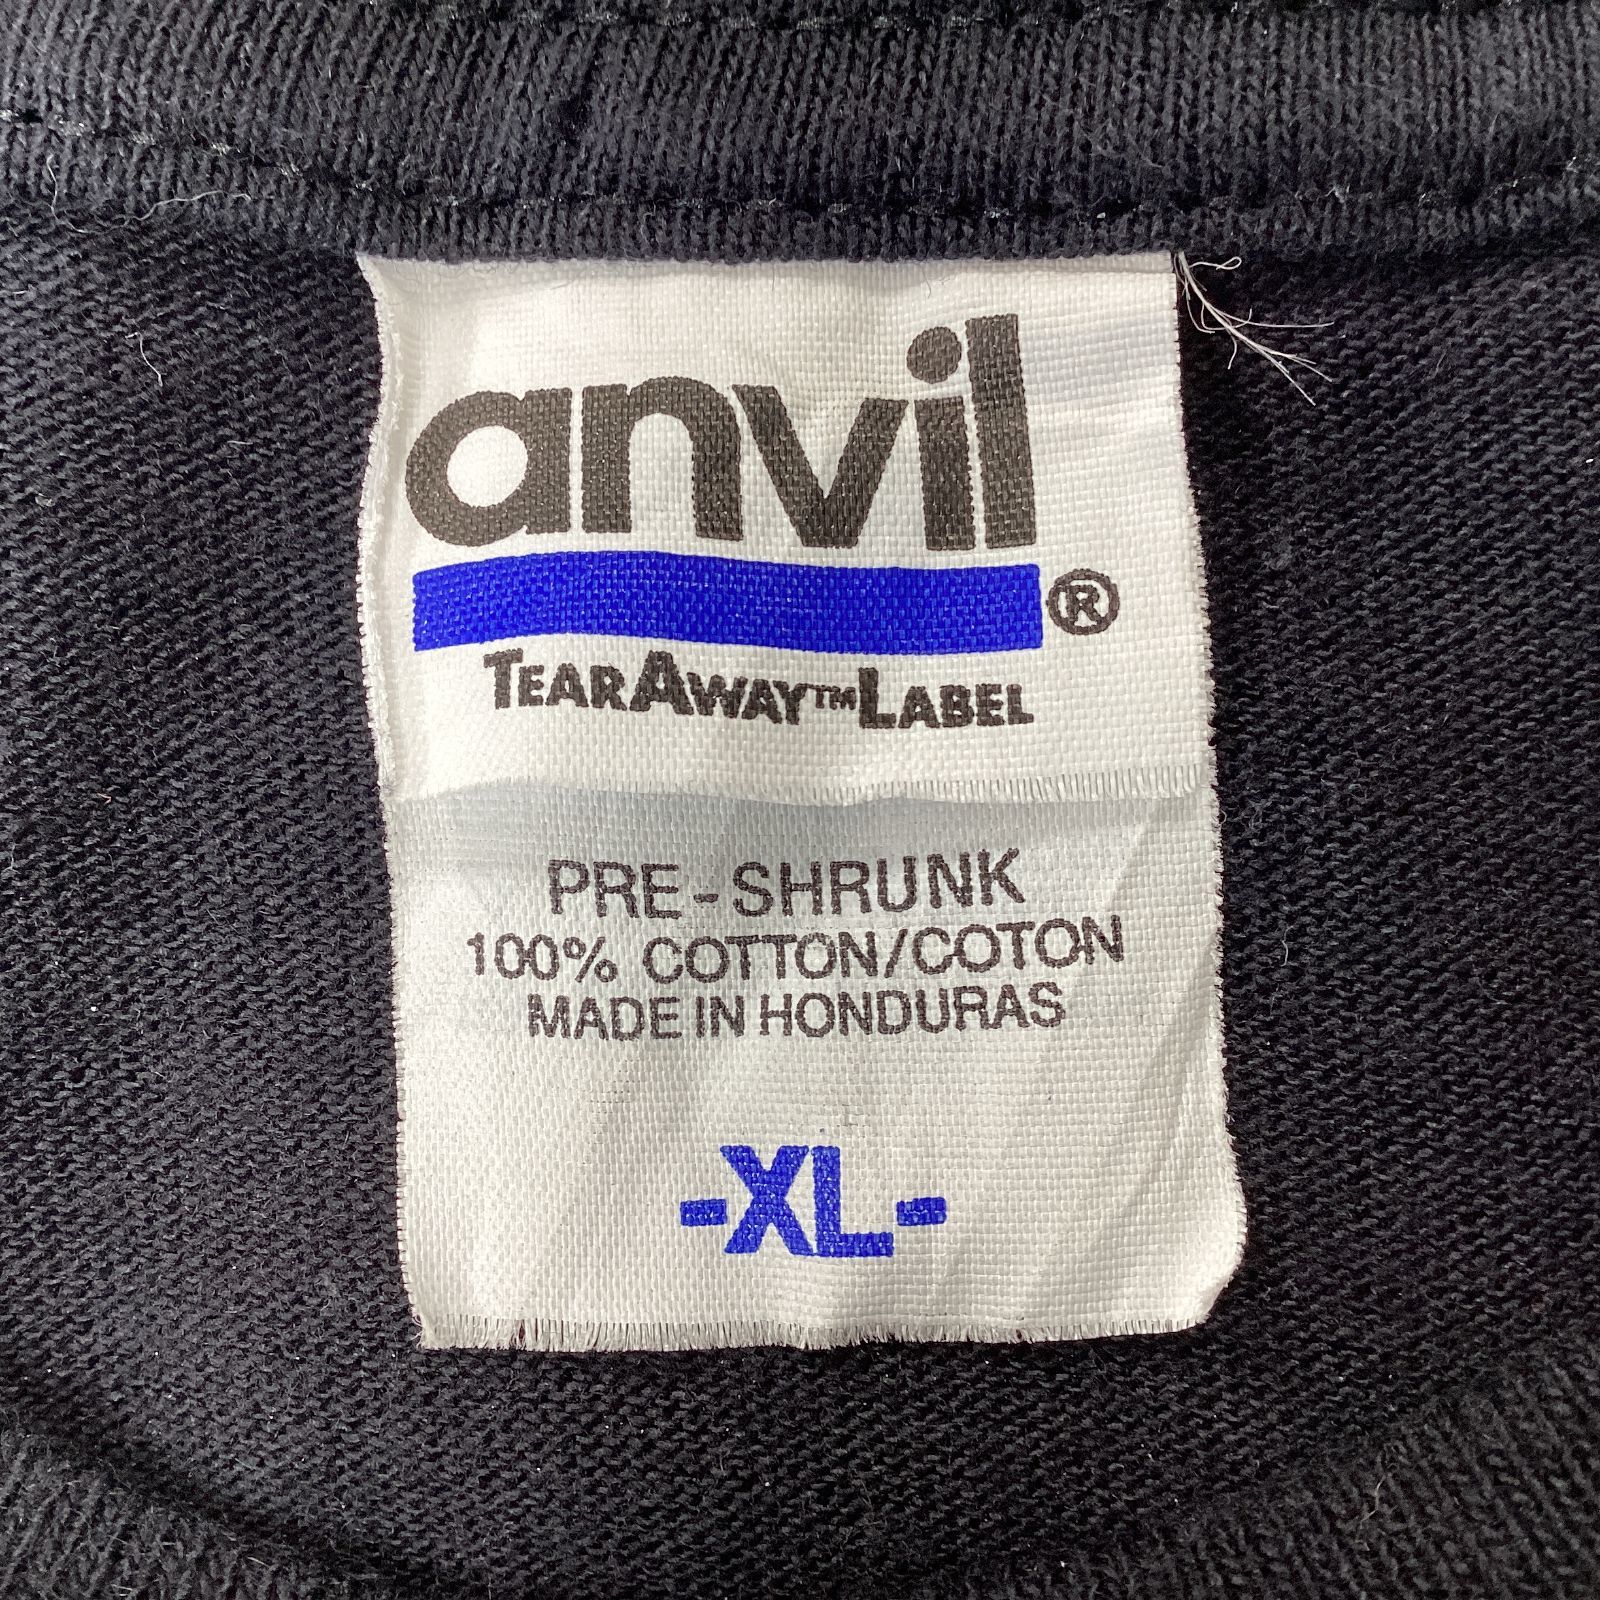 anvil
®
TEARAWAY™LABEL
PRE-SHRUNK
100% COTTON/COTON
MADE IN HONDURAS
-XL-